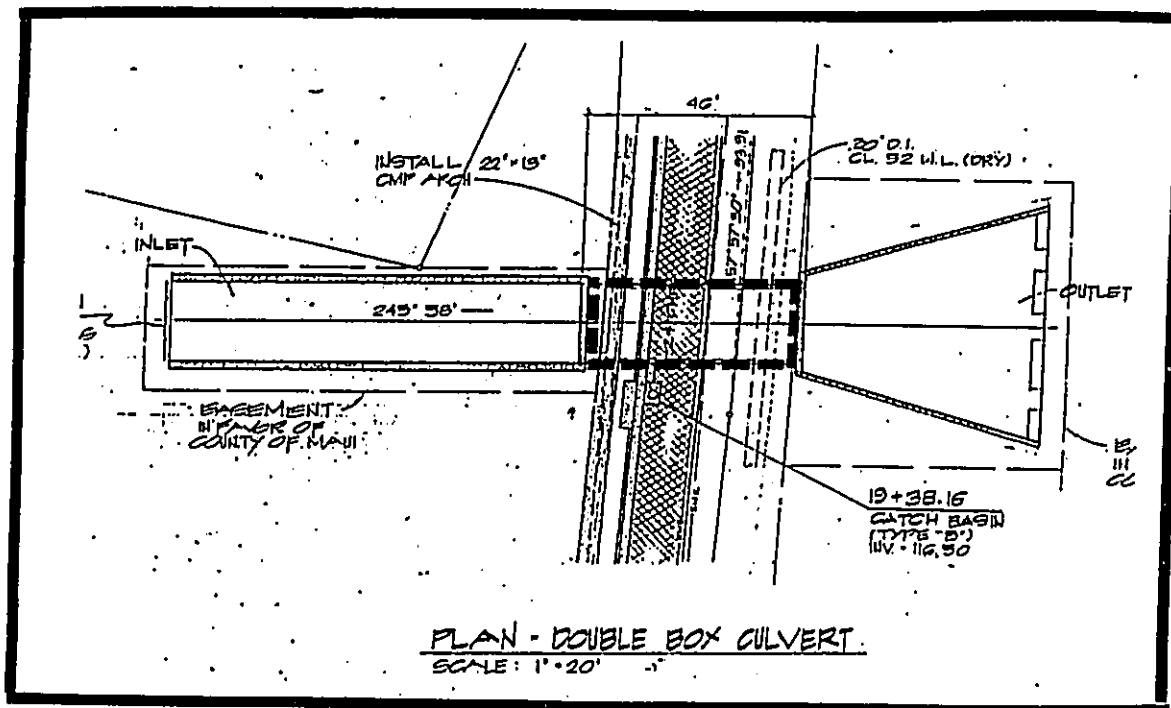 46'
INSTALL 22"×13"
CMP ARCH
20" D.I.
CL. 52 W.L. (DRY)
INLET
245° 58'
OUTLET
EASEMENT
IN FAVOR OF
COUNTY OF MAUI
19+38.16
CATCH BASIN
(TYPE "B")
INV. = 116.50
PLAN - DOUBLE BOX CULVERT
SCALE: 1" = 20'